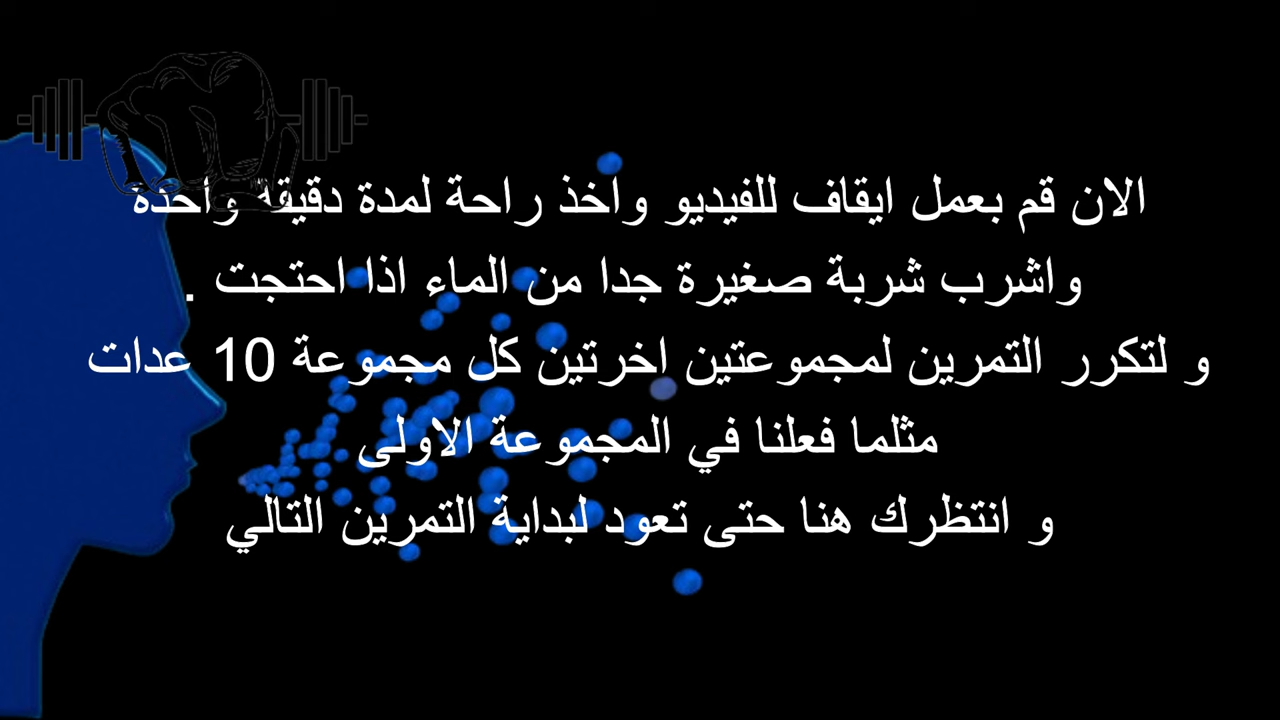 الان قم بعمل ايقاف للفيديو واخذ راحة لمدة دقيقة واحدة
واشرب شربة صغيرة جدا من الماء اذا احتجت .
و لتكرر التمرين لمجموعتين اخرتين كل مجموعة 10 عدات
مثلما فعلنا في المجموعة الاولى
و انتظرك هنا حتى تعود لبداية التمرين التالي